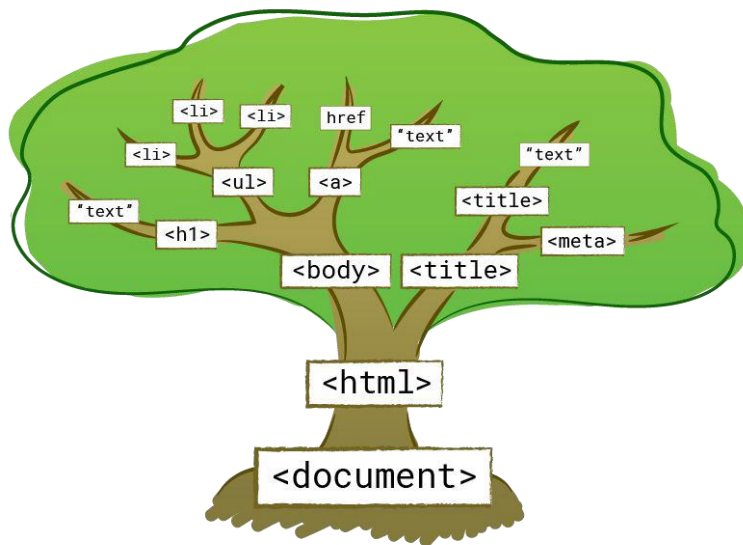 <li>
<li>
href
"text"
<li>
"text"
<ul>
<a>
<title>
"text"
<h1>
<meta>
<body>
<title>
<html>
<document>